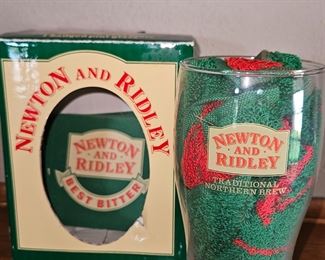 NEWTON AND RIDLEY
NEWTON
AND
RIDLEY
BEST BITTER
NEWTON
AND
RIDLEY
TRADITIONAL
NORTHERN BREW